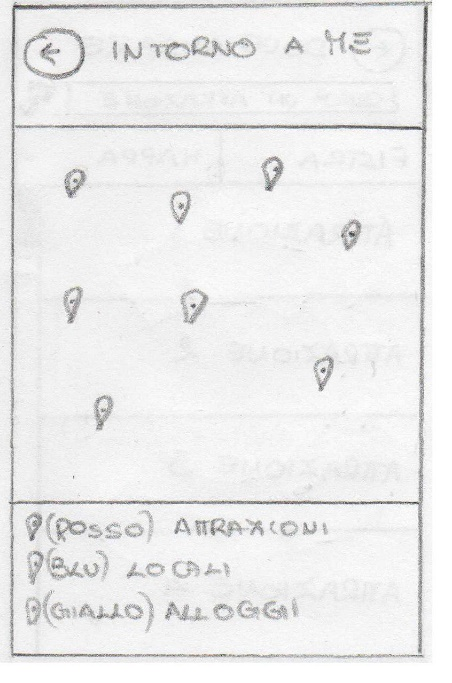 INTORNO A ME
(ROSSO) ATTRAZIONI
(BLU) LOCALI
(GIALLO) ALLOGGI